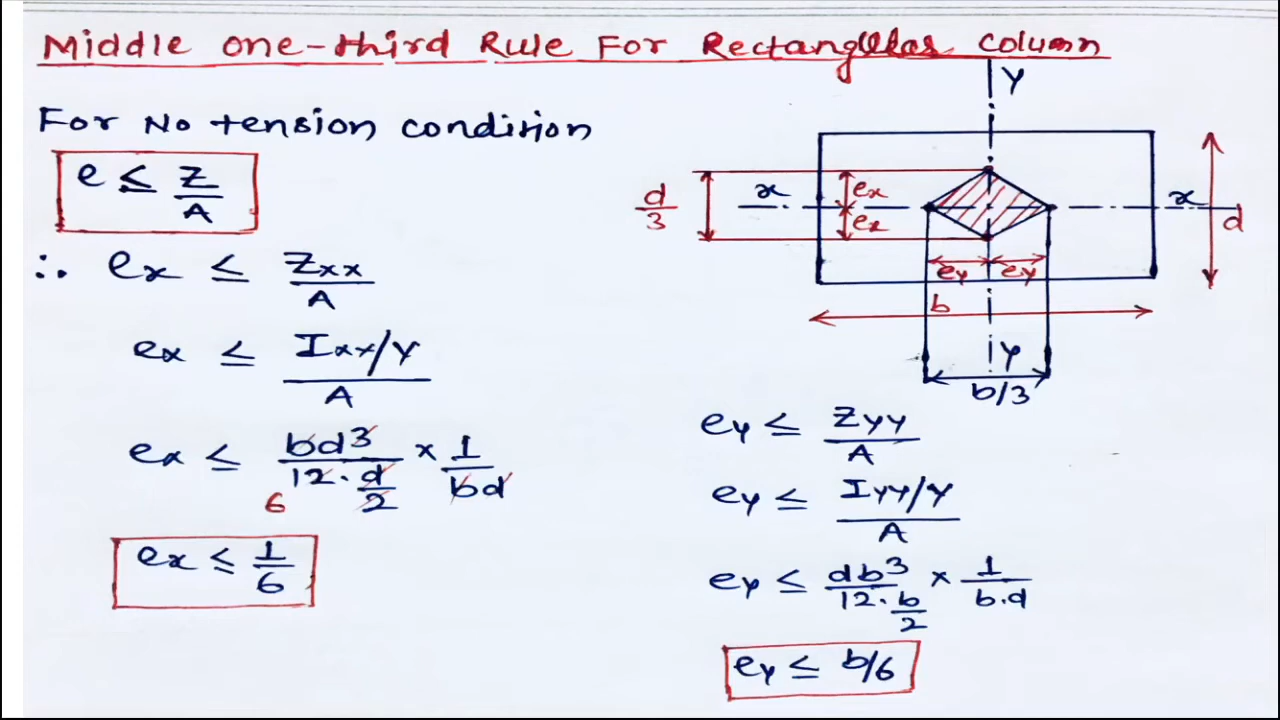 Middle one-third Rule For Rectangular column
For No tension condition
e ≤ Z/A
∴ ex ≤ Zxx/A
ex ≤ (Ixx/y)/A
ex ≤ bd³/(12·d/2) × 1/(bd)
6
ex ≤ 1/6
Y
x
x
d/3
ex
ex
ey
ey
d
b
Y
b/3
ey ≤ Zyy/A
ey ≤ (Iyy/y)/A
ey ≤ db³/(12·b/2) × 1/(b.d)
ey ≤ b/6